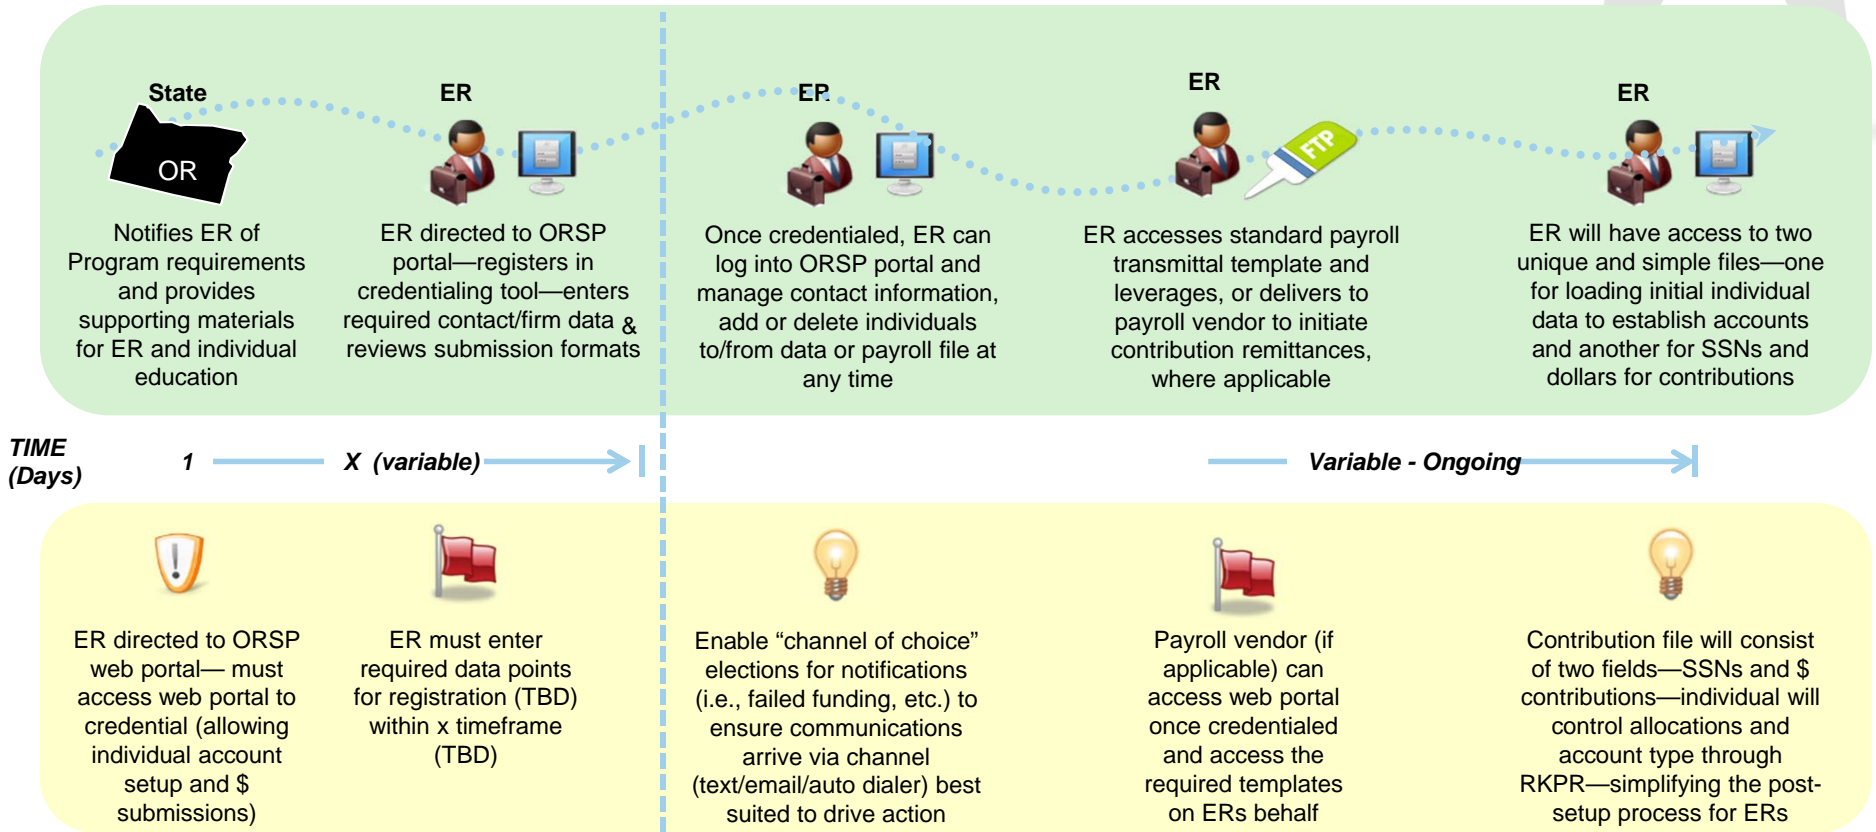 State
OR
Notifies ER of
Program requirements
and provides
supporting materials
for ER and individual
education
ER
ER directed to ORSP
portal—registers in
credentialing tool—enters
required contact/firm data &
reviews submission formats
ER
Once credentialed, ER can
log into ORSP portal and
manage contact information,
add or delete individuals
to/from data or payroll file at
any time
ER
FTP
ER accesses standard payroll
transmittal template and
leverages, or delivers to
payroll vendor to initiate
contribution remittances,
where applicable
ER
ER will have access to two
unique and simple files—one
for loading initial individual
data to establish accounts
and another for SSNs and
dollars for contributions
TIME
(Days)
1
X (variable)
Variable - Ongoing
ER directed to ORSP
web portal— must
access web portal to
credential (allowing
individual account
setup and $
submissions)
ER must enter
required data points
for registration (TBD)
within x timeframe
(TBD)
Enable “channel of choice”
elections for notifications
(i.e., failed funding, etc.) to
ensure communications
arrive via channel
(text/email/auto dialer) best
suited to drive action
Payroll vendor (if
applicable) can
access web portal
once credentialed
and access the
required templates
on ERs behalf
Contribution file will consist
of two fields—SSNs and $
contributions—individual will
control allocations and
account type through
RKPR—simplifying the post-
setup process for ERs